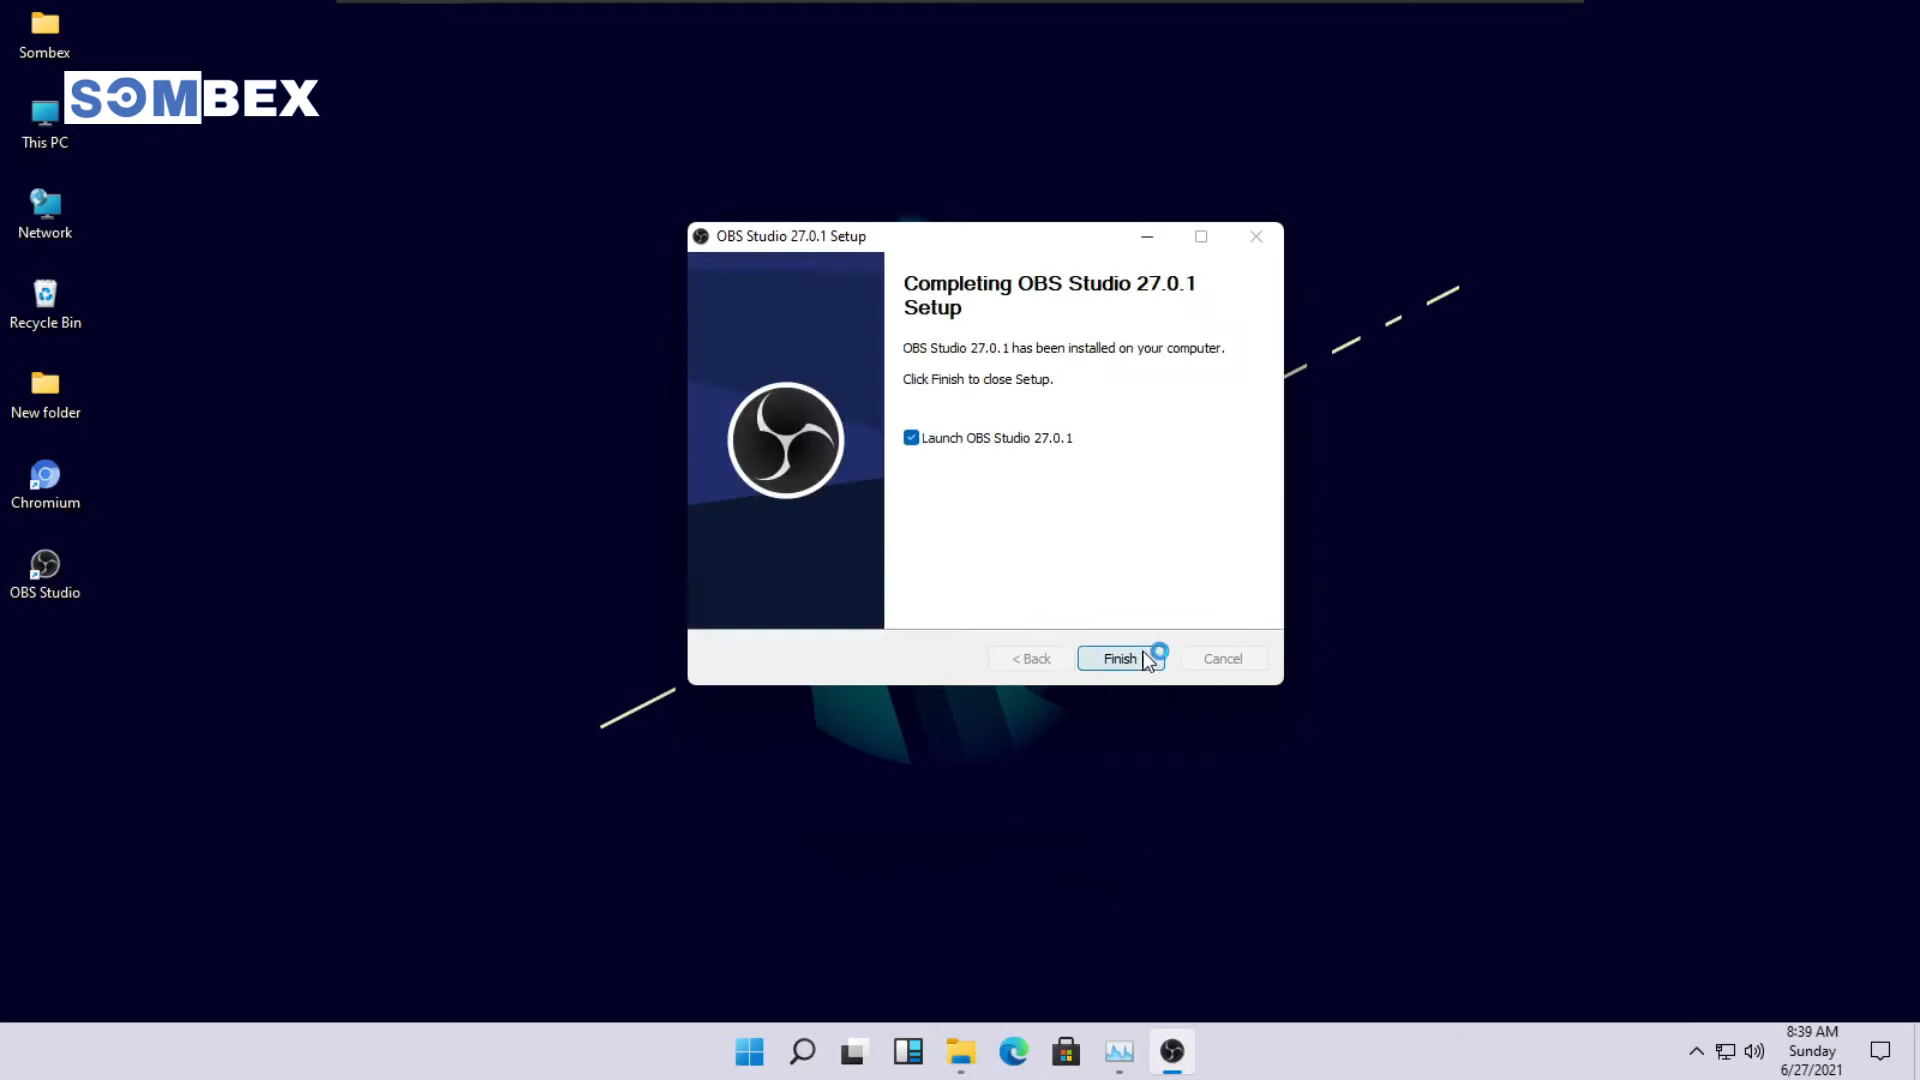 Sombex
SOMBEX
This PC
Network
Recycle Bin
New folder
Chromium
OBS Studio
OBS Studio 27.0.1 Setup
Completing OBS Studio 27.0.1
Setup
OBS Studio 27.0.1 has been installed on your computer.
Click Finish to close Setup.
Launch OBS Studio 27.0.1
< Back
Finish
Cancel
8:39 AM
Sunday
6/27/2021